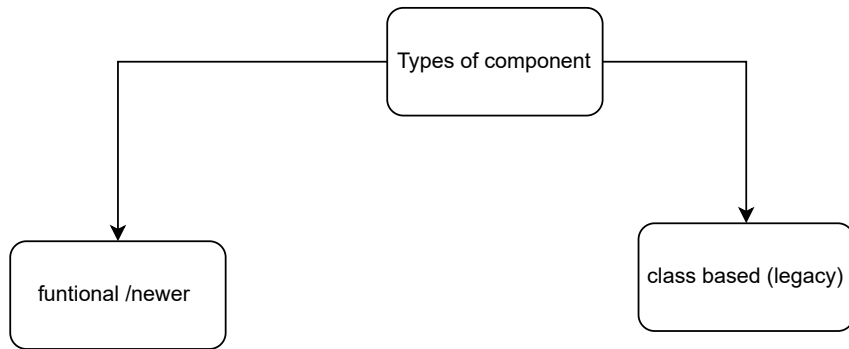 Types of component
funtional /newer
class based (legacy)